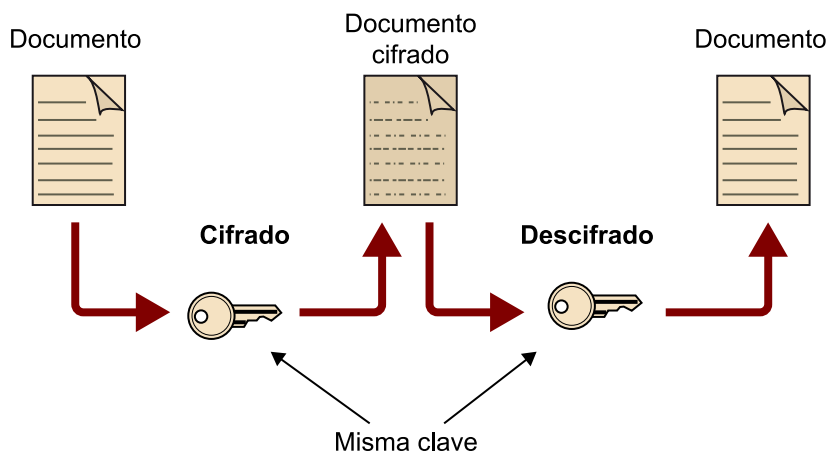 Documento
Documento
cifrado
Documento
Cifrado
Descifrado
Misma clave